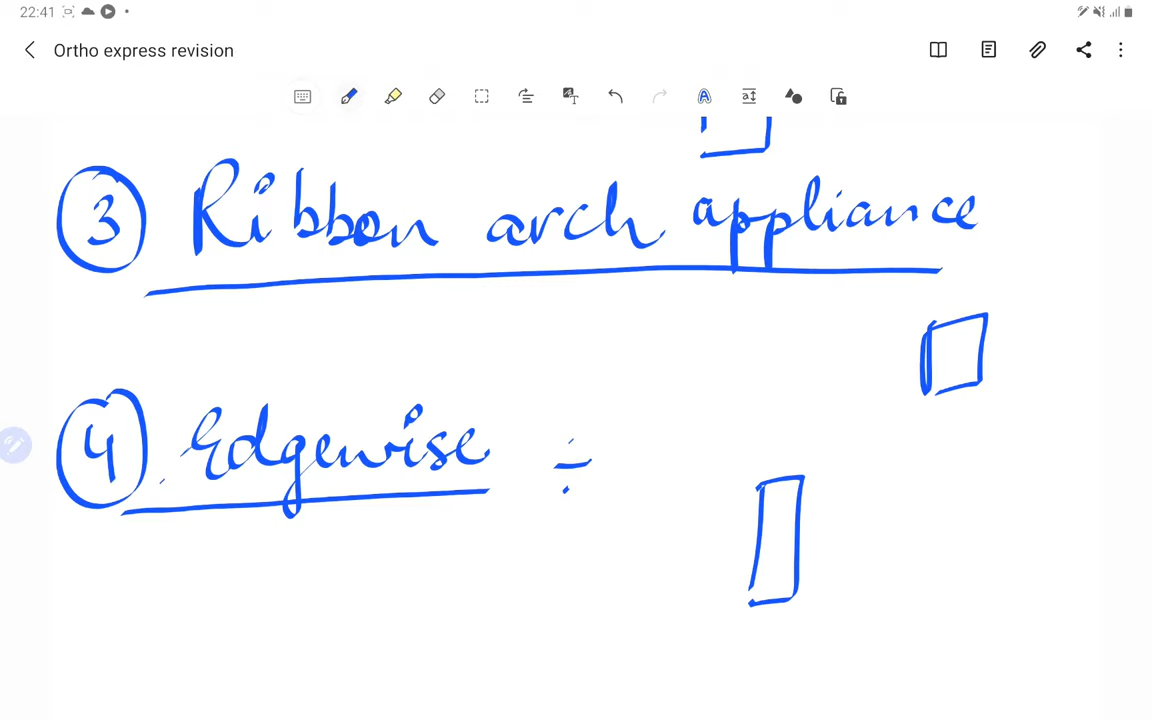 22:41
Ortho express revision
3 Ribbon arch appliance
4. Edgewise ÷